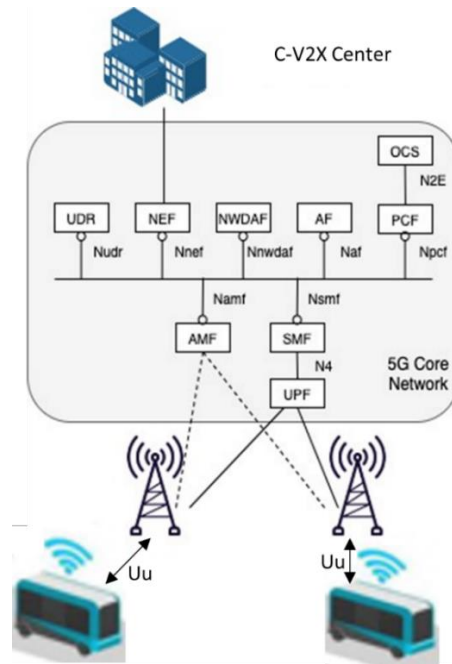 C-V2X Center
OCS
N2E
UDR
NEF
NWDAF
AF
PCF
Nudr
Nnef
Nnwdaf
Naf
Npcf
Namf
Nsmf
AMF
SMF
N4
5G Core
Network
UPF
Uu
Uu